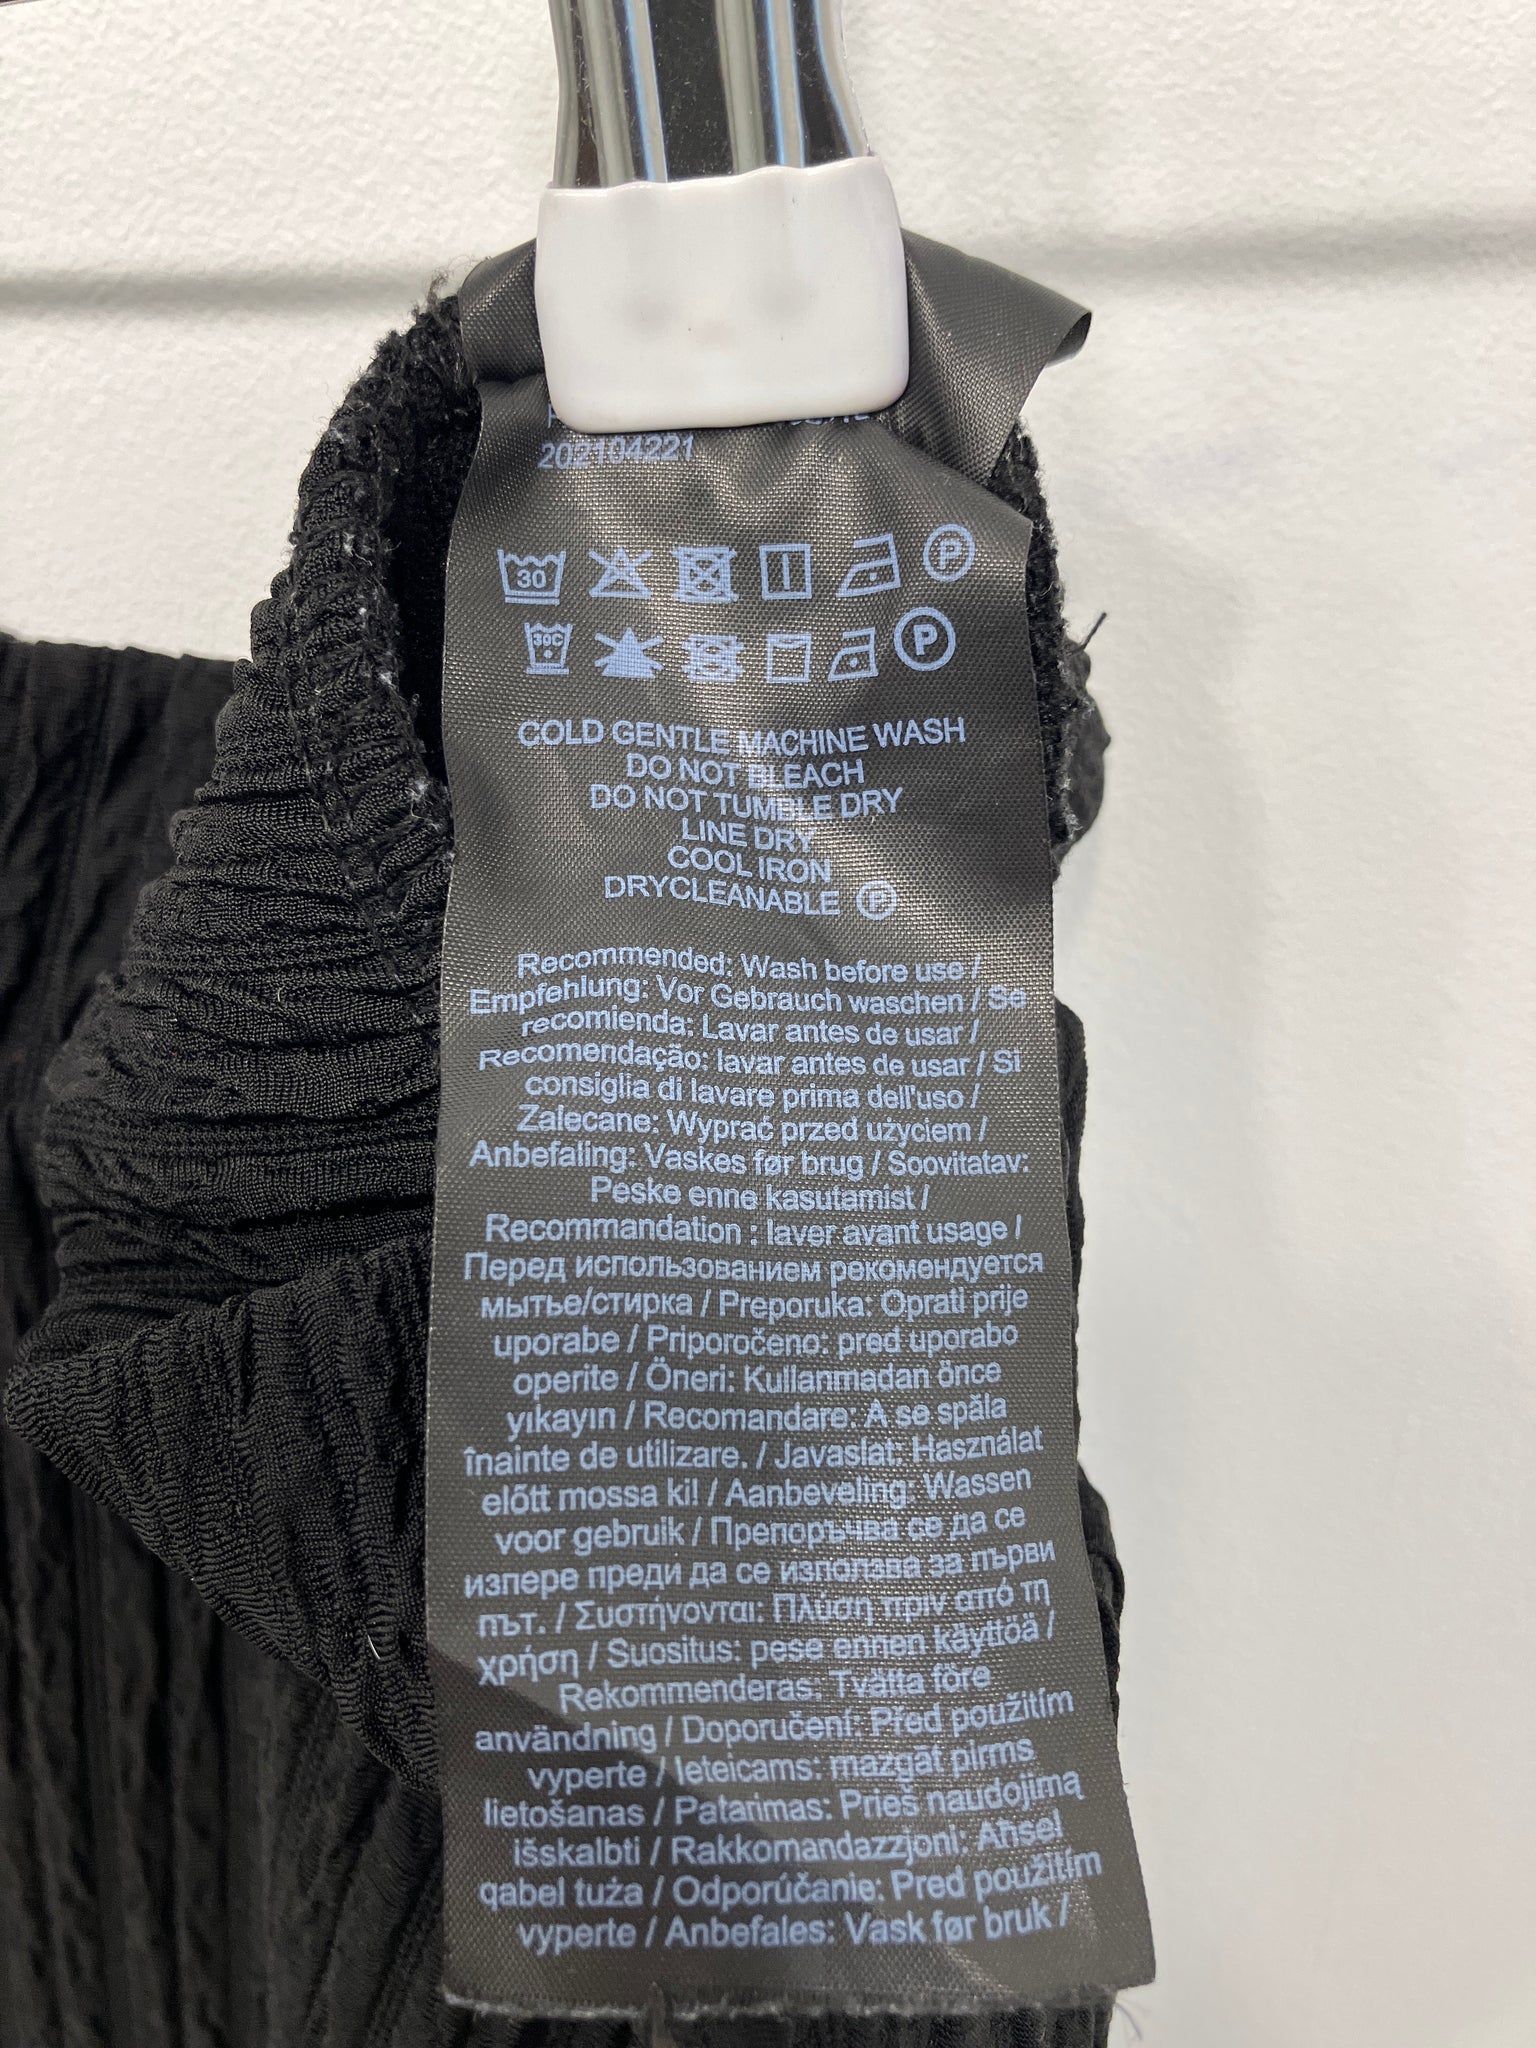 202104221
30
P
30C
P
COLD GENTLE MACHINE WASH
DO NOT BLEACH
DO NOT TUMBLE DRY
LINE DRY
COOL IRON
DRYCLEANABLE P
Recommended: Wash before use /
Empfehlung: Vor Gebrauch waschen / Se
recomienda: Lavar antes de usar /
Recomendação: lavar antes de usar / Si
consiglia di lavare prima dell'uso /
Zalecane: Wyprać przed użyciem /
Anbefaling: Vaskes før brug / Soovitatav:
Peske enne kasutamist /
Recommandation : laver avant usage /
Перед использованием рекомендуется
мытье/стирка / Preporuka: Oprati prije
uporabe / Priporočeno: pred uporabo
operite / Öneri: Kullanmadan önce
yıkayın / Recomandare: A se spăla
înainte de utilizare. / Javaslat: Használat
előtt mossa ki! / Aanbeveling: Wassen
voor gebruik / Препоръчва се да се
изпере преди да се използва за първи
път. / Συστήνονται: Πλύση πριν από τη
χρήση / Suositus: pese ennen käyttöä /
Rekommenderas: Tvätta före
användning / Doporučení: Před použitím
vyperte / Ieteicams: mazgāt pirms
lietošanas / Patarimas: Prieš naudojimą
išskalbti / Rakkomandazzjoni: Aħsel
qabel tuża / Odporúčanie: Pred použitím
vyperte / Anbefales: Vask før bruk /